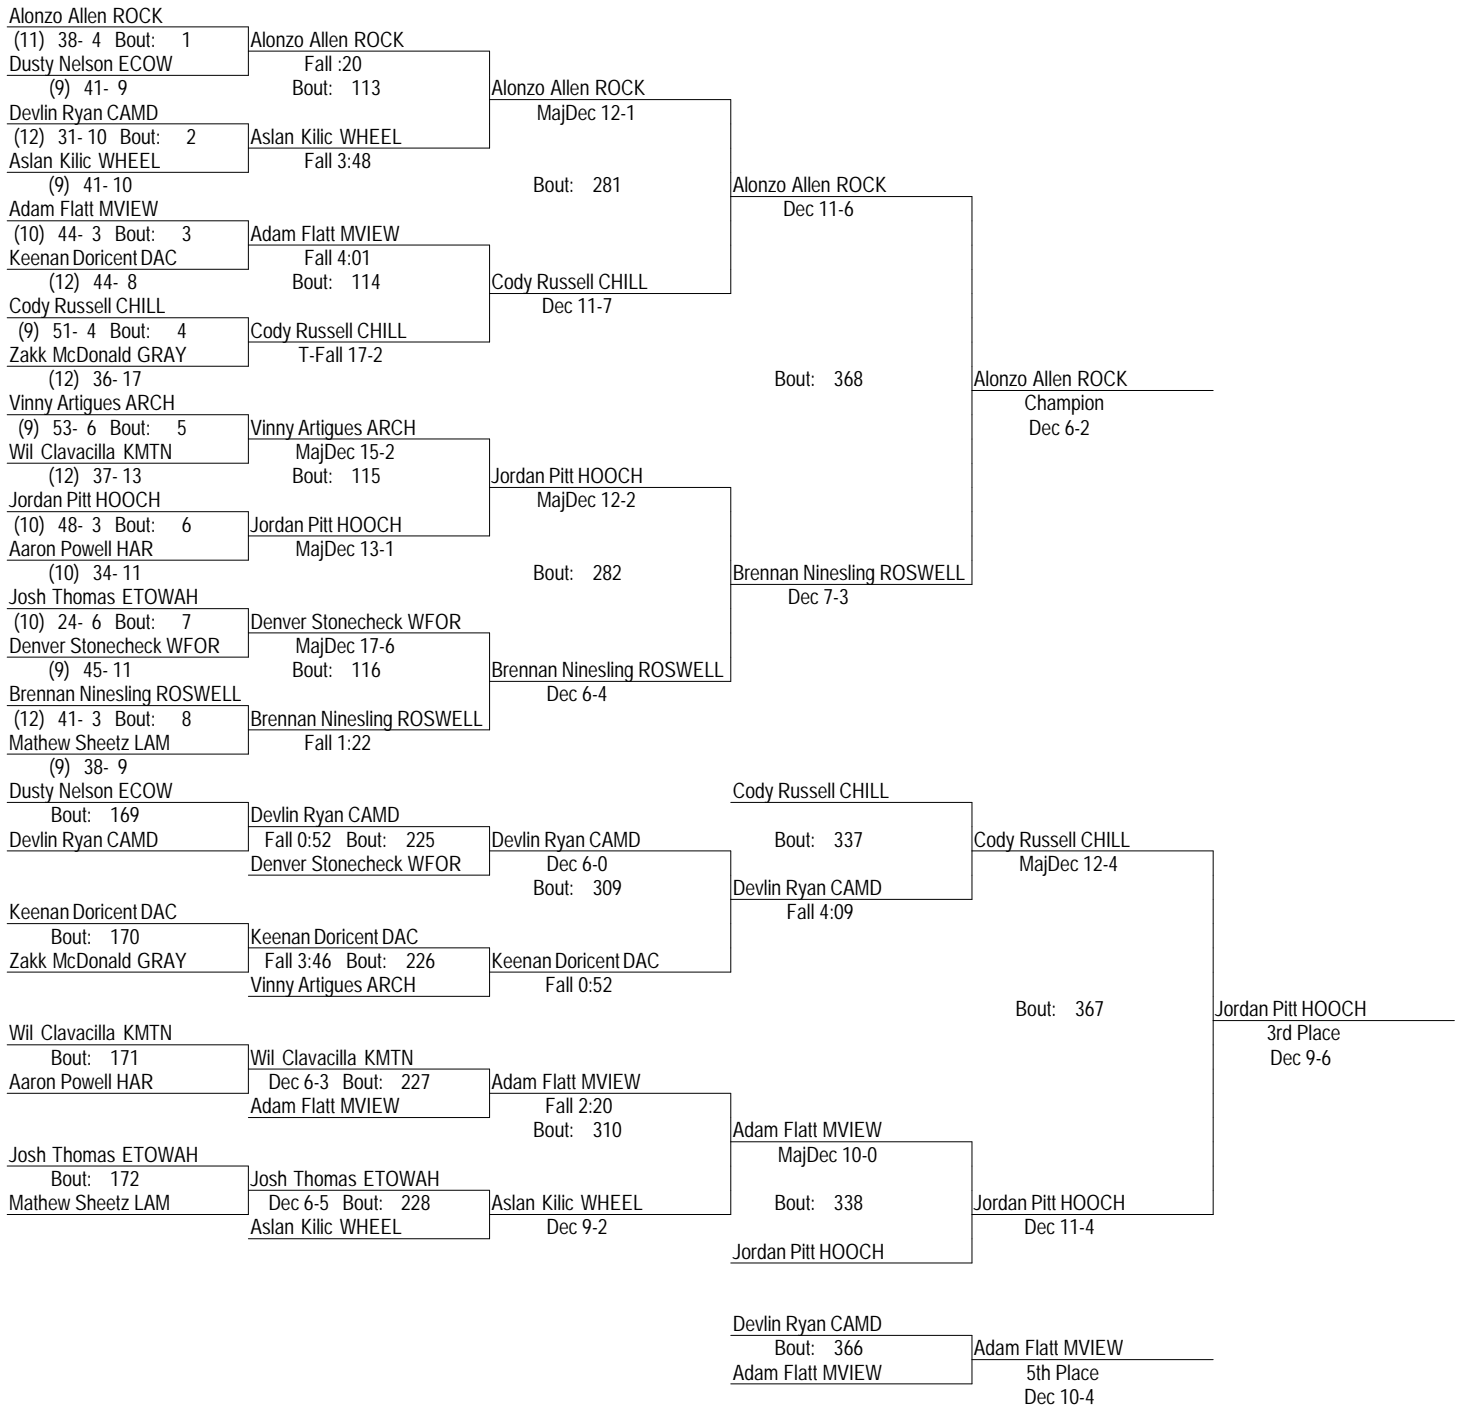 Alonzo Allen ROCK
(11) 38- 4 Bout: 1 Alonzo Allen ROCK
Dusty Nelson ECOW Fall :20
(9) 41- 9 Bout: 113 Alonzo Allen ROCK
Devlin Ryan CAMD MajDec 12-1
(12) 31- 10 Bout: 2 Aslan Kilic WHEEL
Aslan Kilic WHEEL Fall 3:48
(9) 41- 10 Bout: 281 Alonzo Allen ROCK
Adam Flatt MVIEW Dec 11-6
(10) 44- 3 Bout: 3 Adam Flatt MVIEW
Keenan Doricent DAC Fall 4:01
(12) 44- 8 Bout: 114 Cody Russell CHILL
Cody Russell CHILL Dec 11-7
(9) 51- 4 Bout: 4 Cody Russell CHILL
Zakk McDonald GRAY T-Fall 17-2
(12) 36- 17 Bout: 368 Alonzo Allen ROCK
Vinny Artigues ARCH Champion
(9) 53- 6 Bout: 5 Vinny Artigues ARCH Dec 6-2
Wil Clavacilla KMTN MajDec 15-2
(12) 37- 13 Bout: 115 Jordan Pitt HOOCH
Jordan Pitt HOOCH MajDec 12-2
(10) 48- 3 Bout: 6 Jordan Pitt HOOCH
Aaron Powell HAR MajDec 13-1
(10) 34- 11 Bout: 282 Brennan Ninesling ROSWELL
Josh Thomas ETOWAH Dec 7-3
(10) 24- 6 Bout: 7 Denver Stonecheck WFOR
Denver Stonecheck WFOR MajDec 17-6
(9) 45- 11 Bout: 116 Brennan Ninesling ROSWELL
Brennan Ninesling ROSWELL Dec 6-4
(12) 41- 3 Bout: 8 Brennan Ninesling ROSWELL
Mathew Sheetz LAM Fall 1:22
(9) 38- 9
Dusty Nelson ECOW Cody Russell CHILL
Bout: 169 Devlin Ryan CAMD
Devlin Ryan CAMD Fall 0:52 Bout: 225 Devlin Ryan CAMD Bout: 337 Cody Russell CHILL
Denver Stonecheck WFOR Dec 6-0 MajDec 12-4
Bout: 309 Devlin Ryan CAMD
Keenan Doricent DAC Fall 4:09
Bout: 170 Keenan Doricent DAC
Zakk McDonald GRAY Fall 3:46 Bout: 226 Keenan Doricent DAC
Vinny Artigues ARCH Fall 0:52
Bout: 367 Jordan Pitt HOOCH
Wil Clavacilla KMTN 3rd Place
Bout: 171 Wil Clavacilla KMTN Dec 9-6
Aaron Powell HAR Dec 6-3 Bout: 227 Adam Flatt MVIEW
Adam Flatt MVIEW Fall 2:20
Bout: 310 Adam Flatt MVIEW
Josh Thomas ETOWAH MajDec 10-0
Bout: 172 Josh Thomas ETOWAH
Mathew Sheetz LAM Dec 6-5 Bout: 228 Aslan Kilic WHEEL Bout: 338 Jordan Pitt HOOCH
Aslan Kilic WHEEL Dec 9-2 Dec 11-4
Jordan Pitt HOOCH
Devlin Ryan CAMD
Bout: 366 Adam Flatt MVIEW
Adam Flatt MVIEW 5th Place
Dec 10-4